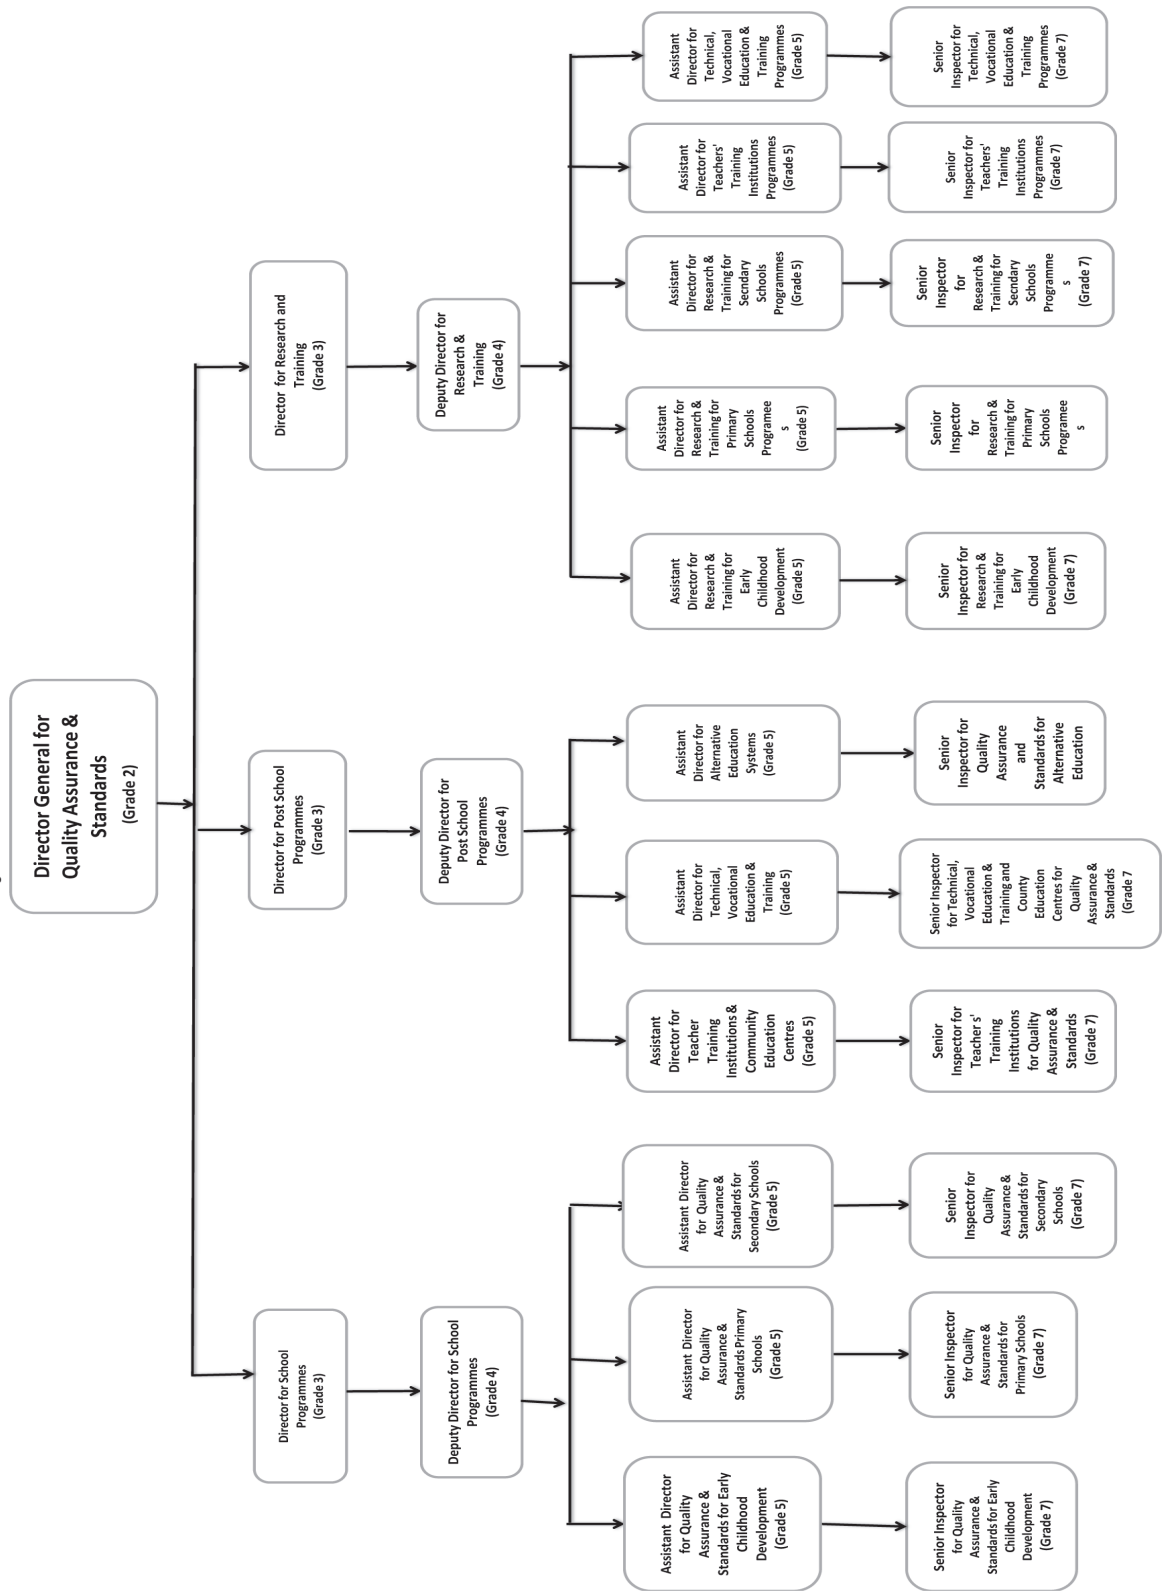 Director General for
Quality Assurance &
Standards
(Grade 2)
Director for School
Programmes
(Grade 3)
Director for Post School
Programmes
(Grade 3)
Director for Research and
Training
(Grade 3)
Deputy Director for School
Programmes
(Grade 4)
Deputy Director for
Post School
Programmes
(Grade 4)
Deputy Director for
Research &
Training
(Grade 4)
Assistant Director
for Quality
Assurance &
Standards for Early
Childhood
Development
(Grade 5)
Assistant Director
for Quality
Assurance &
Standards Primary
Schools
(Grade 5)
Assistant Director
for Quality
Assurance &
Standards for
Secondary Schools
(Grade 5)
Assistant
Director for
Teacher
Training
Institutions &
Community
Education
Centres
(Grade 5)
Assistant
Director for
Technical,
Vocational
Education &
Training
(Grade 5)
Assistant
Director for
Alternative
Education
Systems
(Grade 5)
Assistant
Director for
Research &
Training for
Early
Childhood
Development
(Grade 5)
Assistant
Director for
Research &
Training for
Primary
Schools
Programee
s
(Grade 5)
Assistant
Director for
Research &
Training for
Secndary
Schools
Programmes
(Grade 5)
Assistant
Director for
Teachers'
Training
Institutions
Programmes
(Grade 5)
Assistant
Director for
Technical,
Vocational
Education &
Training
Programmes
(Grade 5)
Senior Inspector
for Quality
Assurance &
Standards for Early
Childhood
Development
(Grade 7)
Senior Inspector
for Quality
Assurance &
Standards for
Primary Schools
(Grade 7)
Senior
Inspector for
Quality
Assurance &
Standards for
Secondary
Schools
(Grade 7)
Senior
Inspector for
Teacher s'
Training
Institutions
for Quality
Assurance &
Standards
(Grade 7)
Senior Inspector
for Technical,
Vocational
Education &
Training and
County
Education
Centres for
Quality
Assurance &
Standards
(Grade 7
Senior
Inspector for
Quality
Assurance
and
Standards for
Alternative
Education
Senior
Inspector for
Research &
Training for
Early
Childhood
Development
(Grade 7)
Senior
Inspector
for
Research &
Training for
Primary
Schools
Programee
s
Senior
Inspector
for
Research &
Training for
Secndary
Schools
Programme
s
(Grade 7)
Senior
Inspector for
Teachers'
Training
Institutions
Programmes
(Grade 7)
Senior
Inspector for
Technical,
Vocational
Education &
Training
Programmes
(Grade 7)